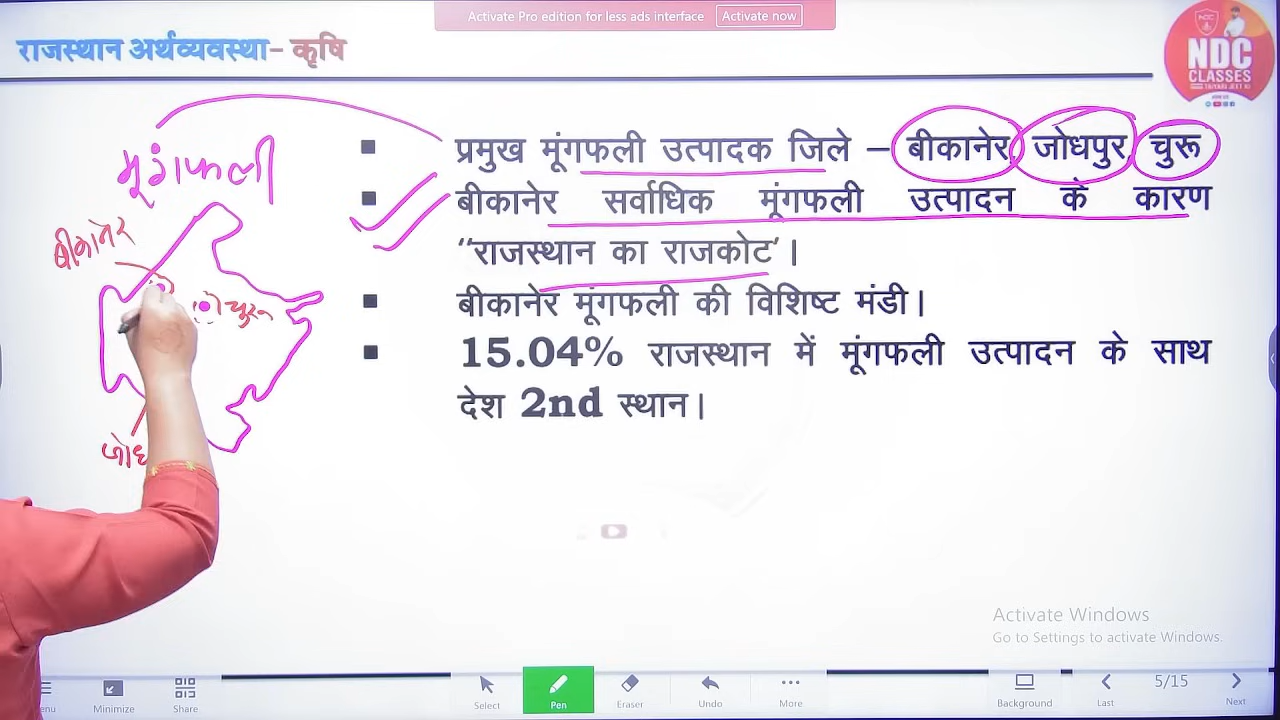 Activate Pro edition for less ads interface Activate now
राजस्थान अर्थव्यवस्था– कृषि
NDC
CLASSES
मूंगफली
बीकानेर
चुरू
प्रमुख मूंगफली उत्पादक जिले – बीकानेर, जोधपुर, चुरू
बीकानेर सर्वाधिक मूंगफली उत्पादन के कारण
“राजस्थान का राजकोट’।
बीकानेर मूंगफली की विशिष्ट मंडी।
15.04% राजस्थान में मूंगफली उत्पादन के साथ
देश 2nd स्थान।
Activate Windows
Go to Settings to activate Windows.
Minimize
Share
Select
Pen
Eraser
Undo
More
Background
Last
5/15
Next